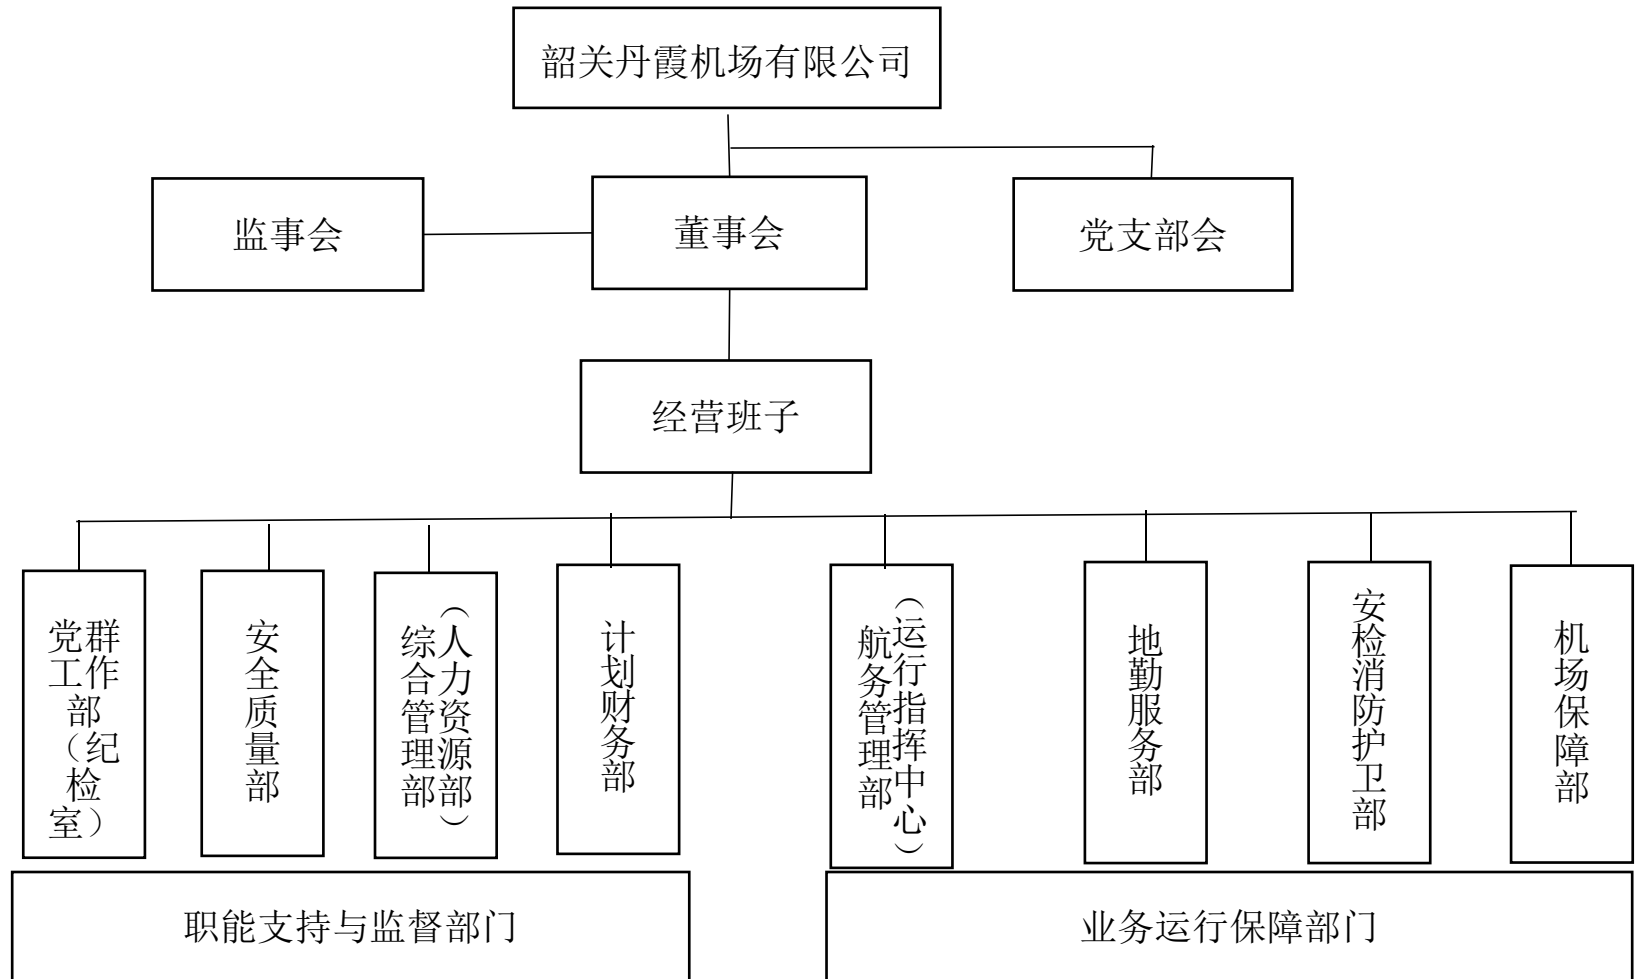 韶关丹霞机场有限公司
监事会
董事会
党支部会
经营班子
党群
工作
部
（纪
检
室）
安全质量部
综合管理部
（人力资源部）
计划财务部
航务管理部
（运行指挥中心）
地勤服务部
安检消防护卫部
机场保障部
职能支持与监督部门
业务运行保障部门